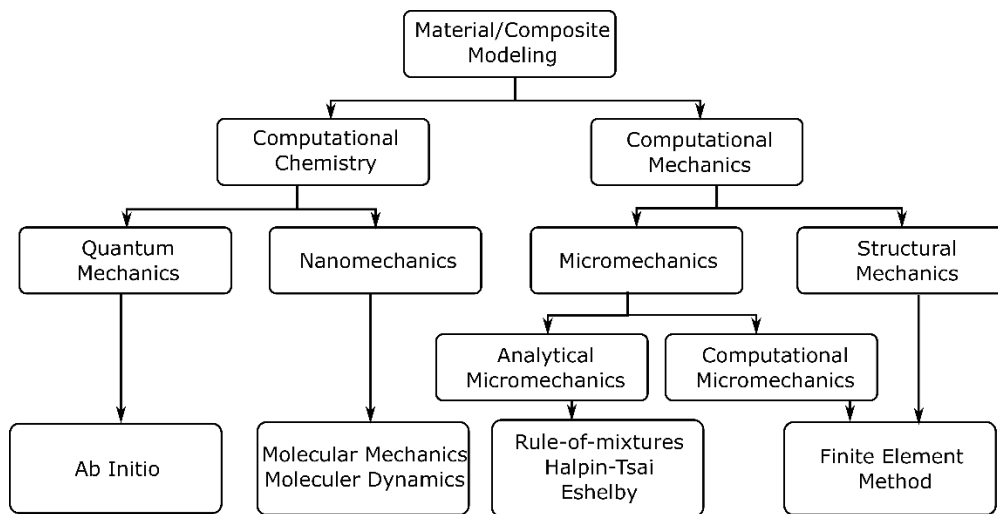 Material/Composite
Modeling
Computational
Chemistry
Computational
Mechanics
Quantum
Mechanics
Nanomechanics
Micromechanics
Structural
Mechanics
Analytical
Micromechanics
Computational
Micromechanics
Ab Initio
Molecular Mechanics
Moleculer Dynamics
Rule-of-mixtures
Halpin-Tsai
Eshelby
Finite Element
Method